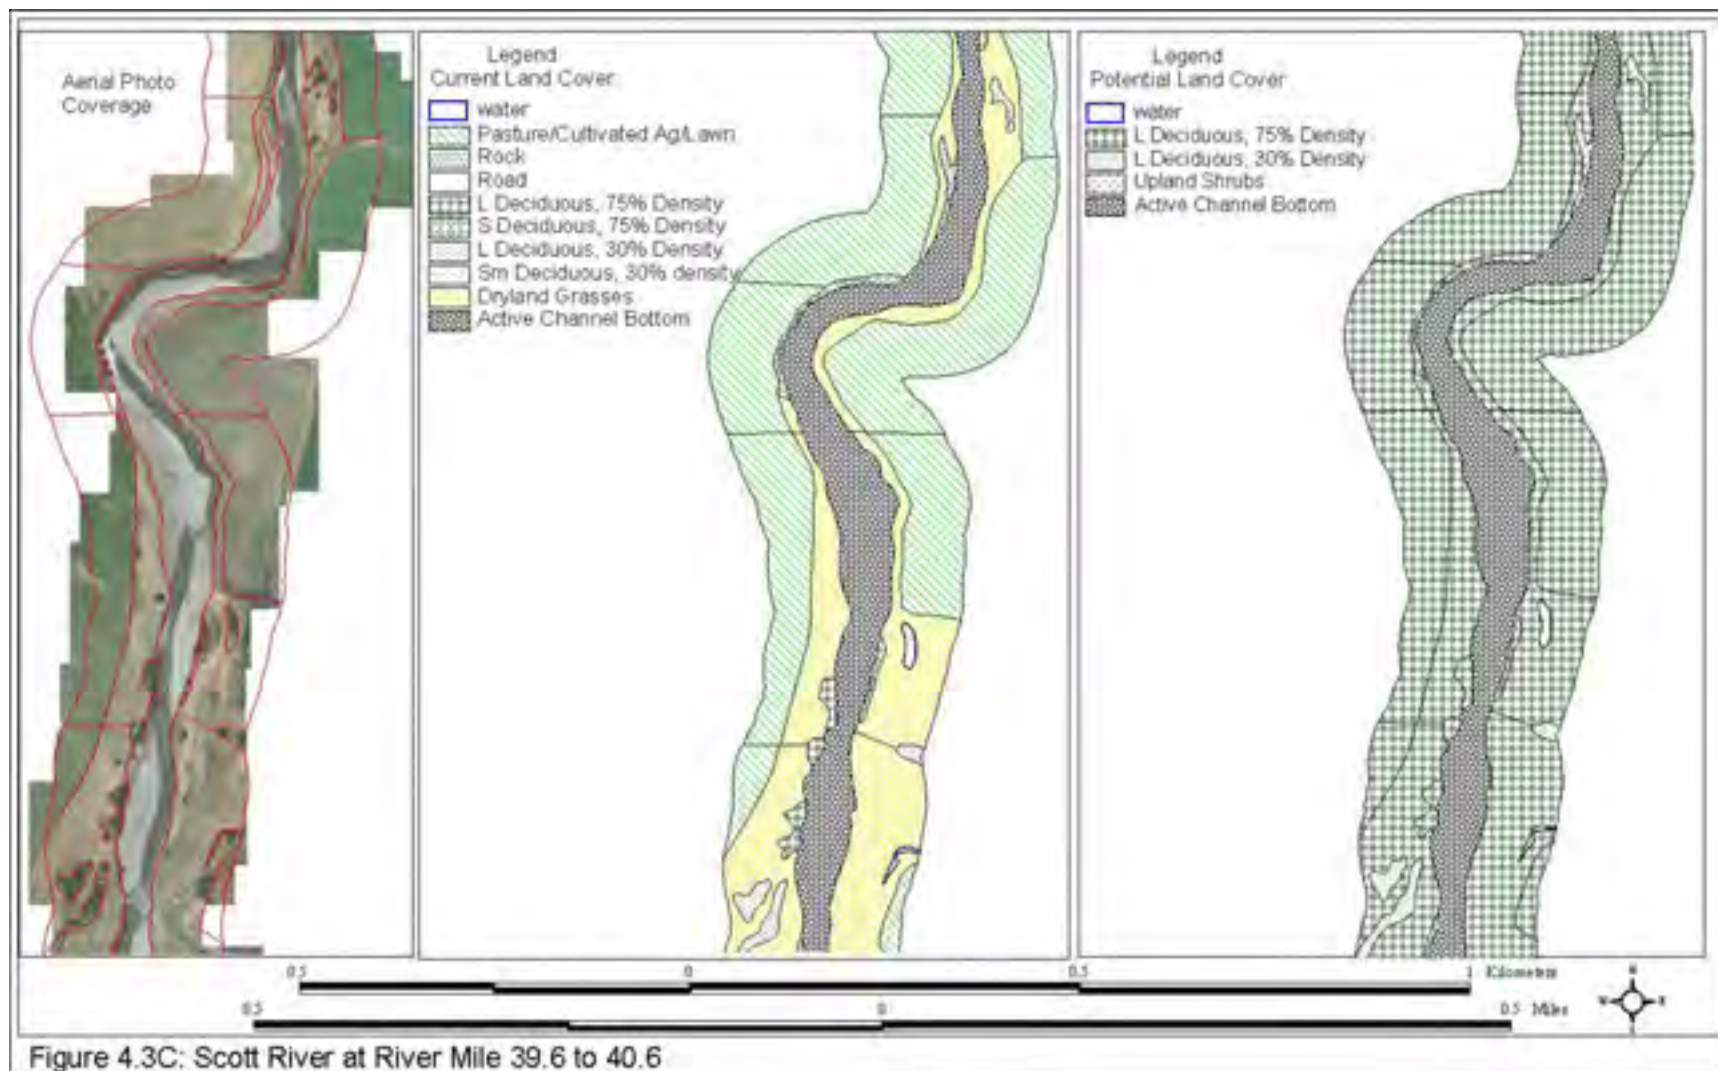 Aerial Photo
Coverage
Legend
Current Land Cover
water
Pasture/Cultivated Ag/Lawn
Rock
Road
L Deciduous, 75% Density
S Deciduous, 75% Density
L Deciduous, 30% Density
Sm Deciduous, 30% density
Dryland Grasses
Active Channel Bottom
Legend
Potential Land Cover
water
L Deciduous, 75% Density
L Deciduous, 30% Density
Upland Shrubs
Active Channel Bottom
0.5 0 0.5 1 Kilometers
0.5 0 0.5 Miles
N
W E
S
Figure 4.3C: Scott River at River Mile 39.6 to 40.6